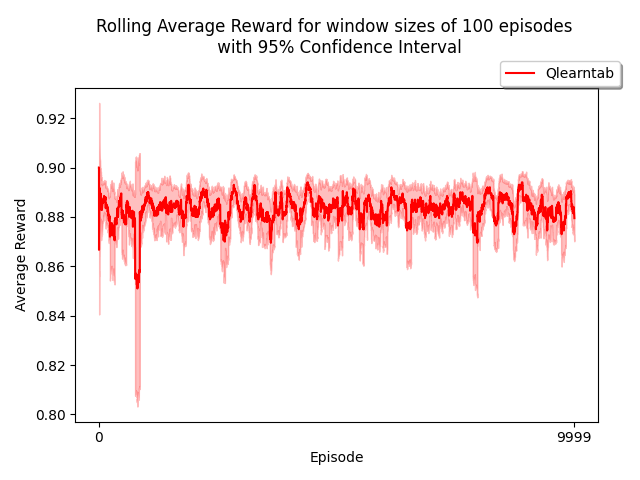 Rolling Average Reward for window sizes of 100 episodes
with 95% Confidence Interval
Qlearntab
0.92
0.90
0.88
0.86
0.84
0.82
0.80
Average Reward
0
9999
Episode